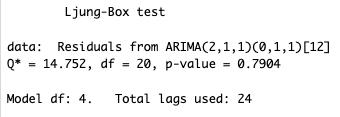 Ljung-Box test
data:  Residuals from ARIMA(2,1,1)(0,1,1)[12]
Q* = 14.752, df = 20, p-value = 0.7904
Model df: 4.   Total lags used: 24